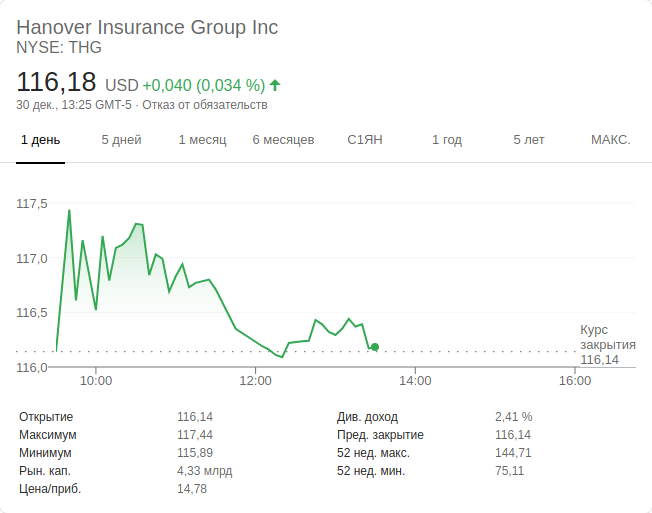 Hanover Insurance Group Inc
NYSE: THG
116,18 USD +0,040 (0,034 %)
30 дек., 13:25 GMT-5 · Отказ от обязательств
1 день 5 дней 1 месяц 6 месяцев С1ЯН 1 год 5 лет МАКС.
117,5
117,0
116,5
Курс
закрытия
116,14
116,0
10:00 12:00 14:00 16:00
Открытие 116,14 Див. доход 2,41 %
Максимум 117,44 Пред. закрытие 116,14
Минимум 115,89 52 нед. макс. 144,71
Рын. кап. 4,33 млрд 52 нед. мин. 75,11
Цена/приб. 14,78